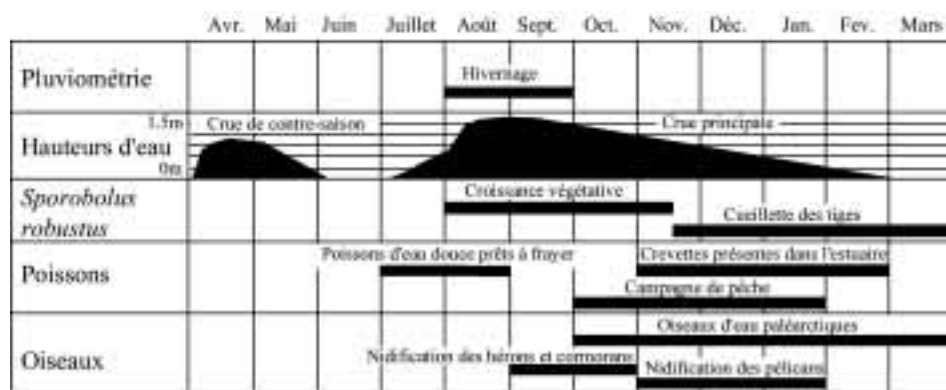 Avr. Mai Juin Juillet Août Sept. Oct. Nov. Déc. Jan. Fev. Mars
Pluviométrie
Hivernage
1.5m
Crue de contre-saison
Crue principale
Hauteurs d'eau
0m
Sporobolus
robustus
Croissance végétative
Cueillette des tiges
Poissons
Poissons d'eau douce prêts à frayer
Crevettes présentes dans l'estuaire
Campagne de pêche
Oiseaux
Oiseaux d'eau paléarctiques
Nidification des hérons et cormorans
Nidification des pélicans